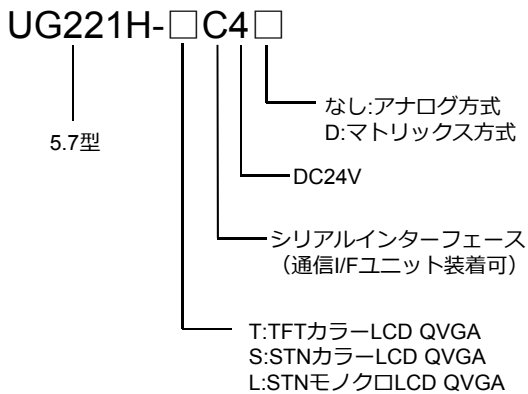 UG221H-□C4□
なし:アナログ方式
D:マトリックス方式
5.7型
DC24V
シリアルインターフェース
（通信I/Fユニット装着可）
T:TFTカラーLCD QVGA
S:STNカラーLCD QVGA
L:STNモノクロLCD QVGA